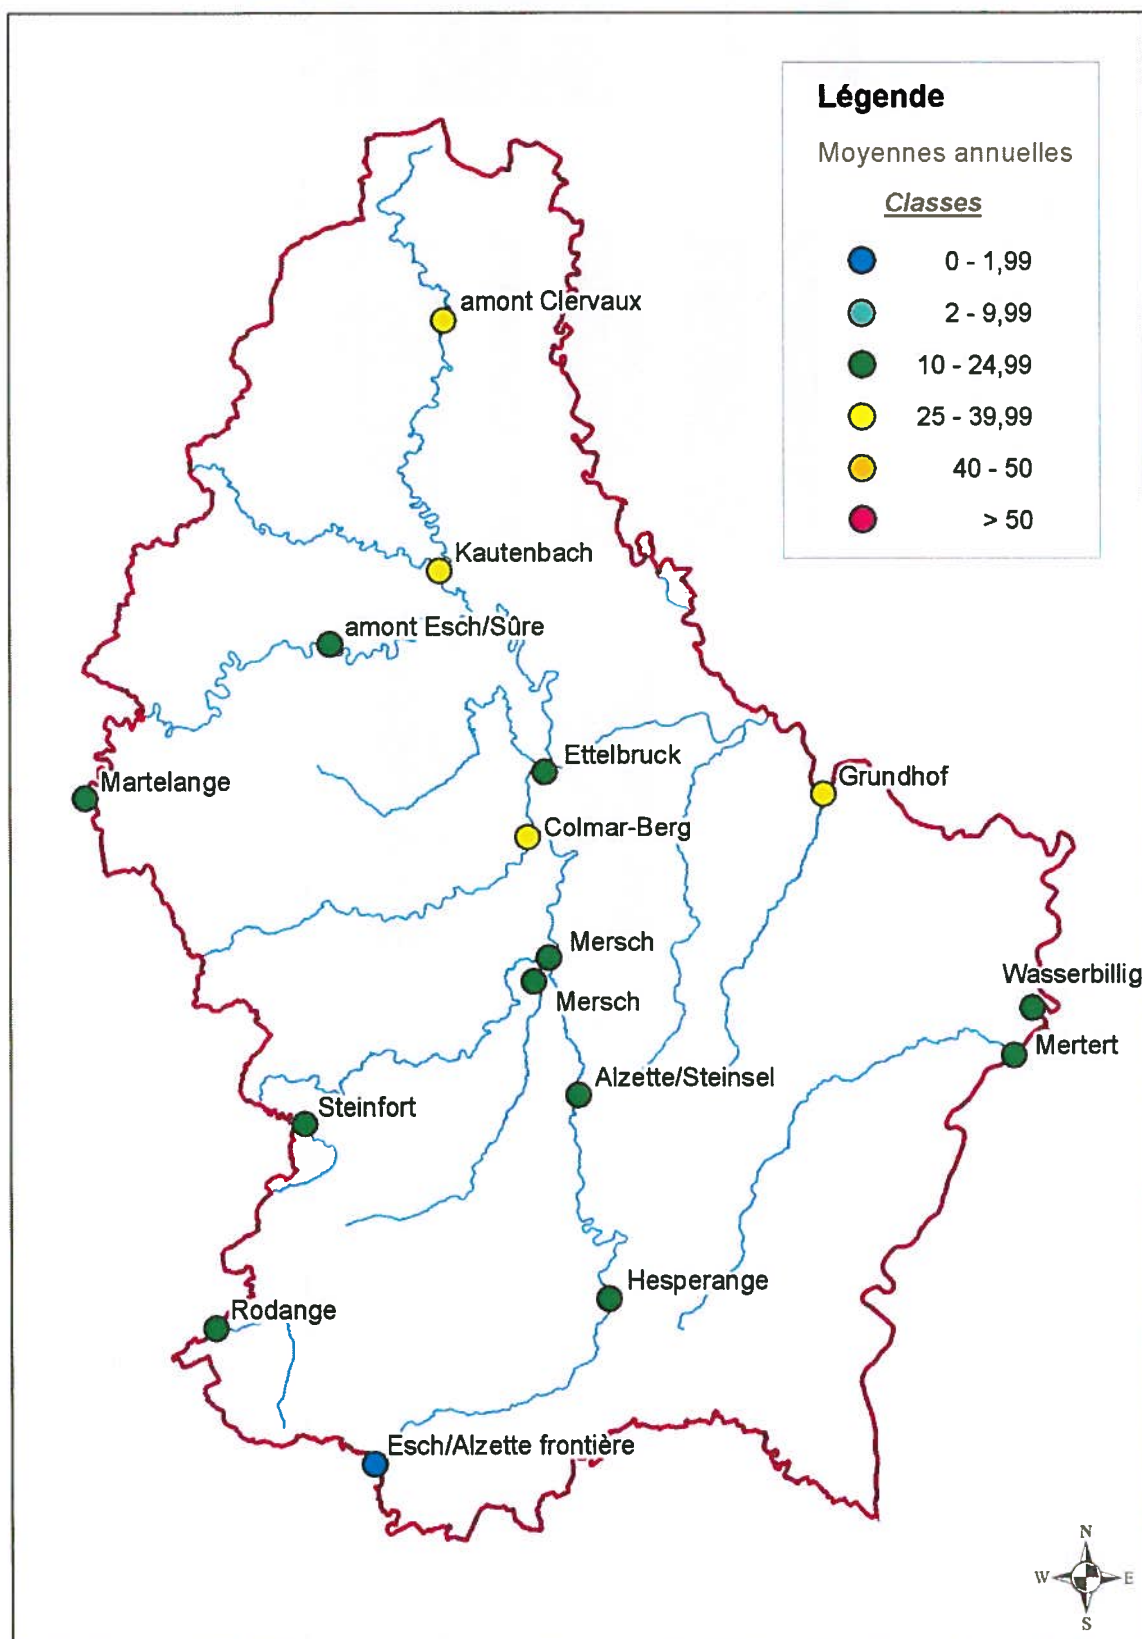 Légende
Moyennes annuelles
Classes
0 - 1,99
2 - 9,99
10 - 24,99
25 - 39,99
40 - 50
> 50
amont Clervaux
Kautenbach
amont Esch/Sûre
Ettelbruck
Grundhof
Martelange
Colmar-Berg
Mersch
Wasserbillig
Mersch
Mertert
Alzette/Steinsel
Steinfort
Hesperange
Rodange
Esch/Alzette frontière
N
W E
S